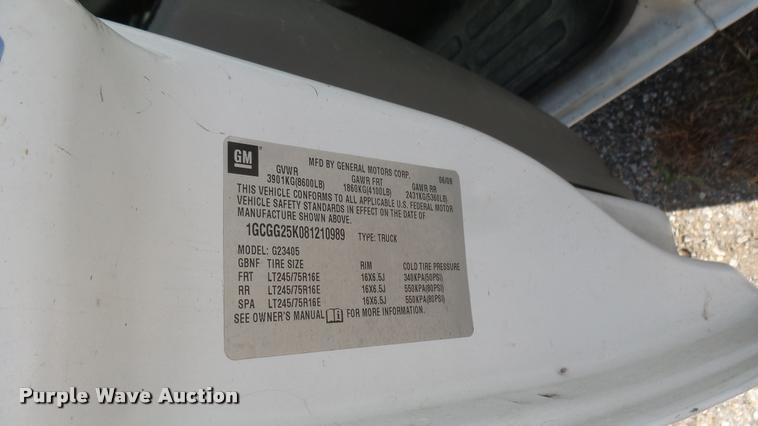 GM
MFD BY GENERAL MOTORS CORP. 06/08
GVWR GAWR FRT GAWR RR
3901KG(8600LB) 1860KG(4100LB) 2431KG(5360LB)
THIS VEHICLE CONFORMS TO ALL APPLICABLE U.S. FEDERAL MOTOR
VEHICLE SAFETY STANDARDS IN EFFECT ON THE DATE OF
MANUFACTURE SHOWN ABOVE.
1GCGG25K081210989 TYPE: TRUCK
MODEL: G23405
GBNF TIRE SIZE RIM COLD TIRE PRESSURE
FRT LT245/75R16E 16X6.5J 340KPA(50PSI)
RR LT245/75R16E 16X6.5J 550KPA(80PSI)
SPA LT245/75R16E 16X6.5J 550KPA(80PSI)
SEE OWNER'S MANUAL FOR MORE INFORMATION.
Purple Wave Auction